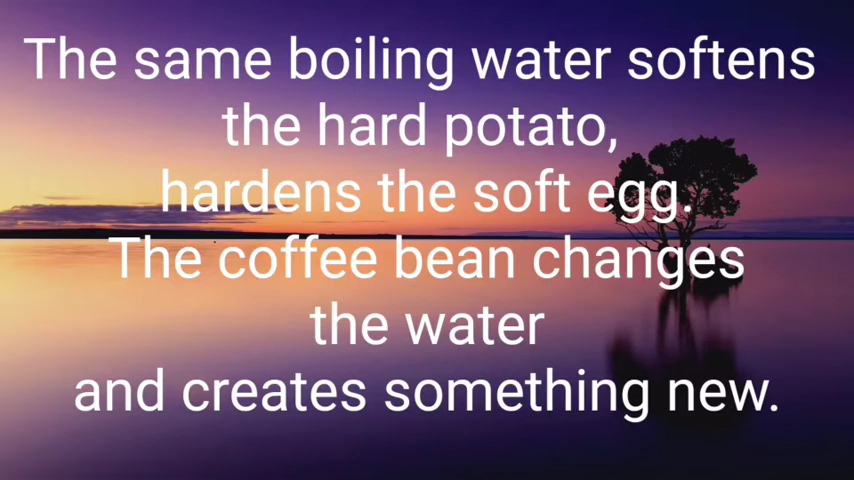 The same boiling water softens
the hard potato,
hardens the soft egg.
The coffee bean changes
the water
and creates something new.